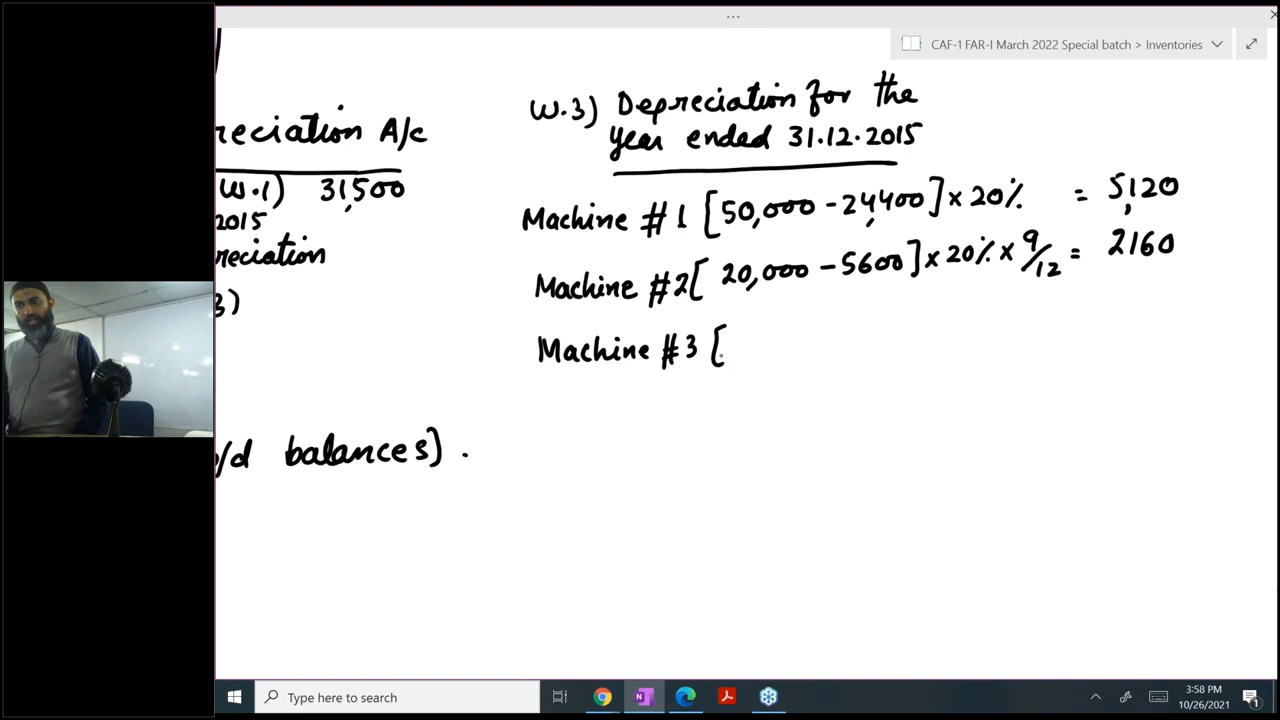 CAF-1 FAR-I March 2022 Special batch > Inventories
reciation A/c
W.1) 31,500
2015
reciation
3)
/d balances) .
W.3) Depreciation for the
year ended 31.12.2015
Machine #1 [50,000 - 24,400] × 20% = 5,120
Machine #2[ 20,000 - 5600] × 20% × 9/12 = 2160
Machine #3 [
Type here to search
3:58 PM
10/26/2021
1